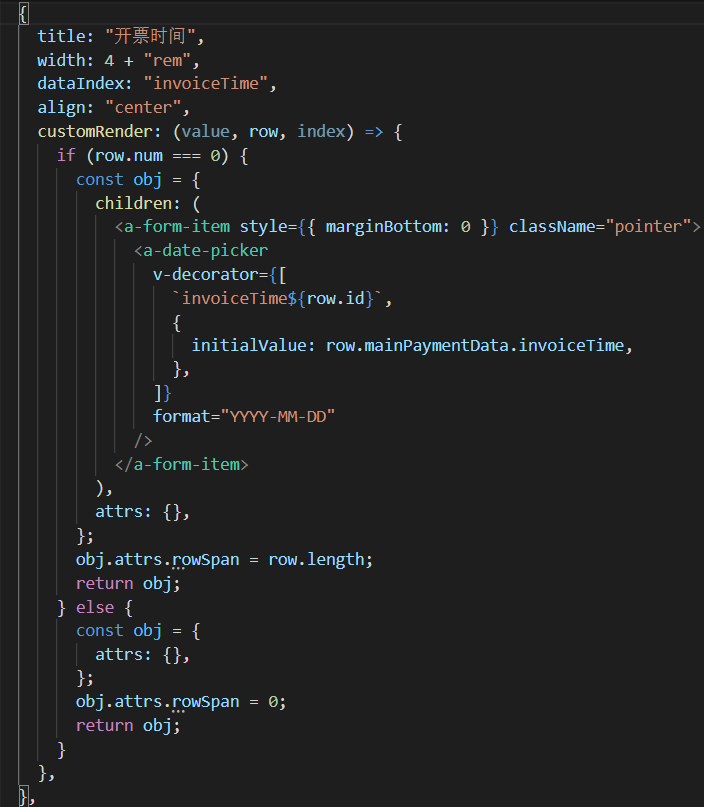 {
title: "开票时间",
width: 4 + "rem",
dataIndex: "invoiceTime",
align: "center",
customRender: (value, row, index) => {
if (row.num === 0) {
const obj = {
children: (
<a-form-item style={{ marginBottom: 0 }} className="pointer">
<a-date-picker
v-decorator={[
`invoiceTime${row.id}`,
{
initialValue: row.mainPaymentData.invoiceTime,
},
]}
format="YYYY-MM-DD"
/>
</a-form-item>
),
attrs: {},
};
obj.attrs.rowSpan = row.length;
return obj;
} else {
const obj = {
attrs: {},
};
obj.attrs.rowSpan = 0;
return obj;
}
},
},